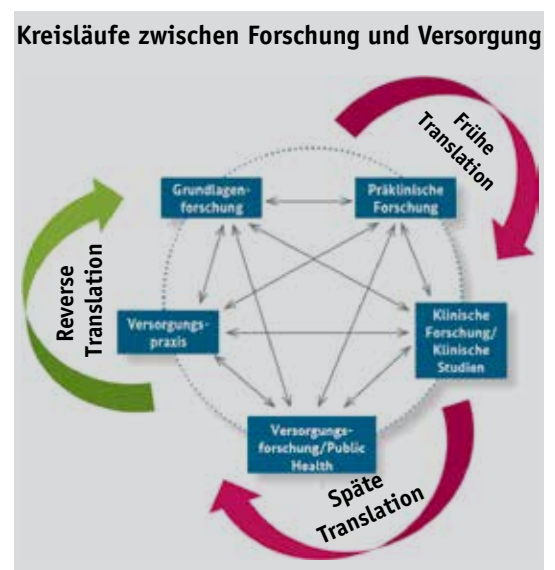 Kreisläufe zwischen Forschung und Versorgung
Frühe
Translation
Grundlagen-
forschung
Präklinische
Forschung
Reverse
Translation
Versorgungs-
praxis
Klinische
Forschung/
Klinische
Studien
Versorgungs-
forschung/Public
Health
Späte
Translation